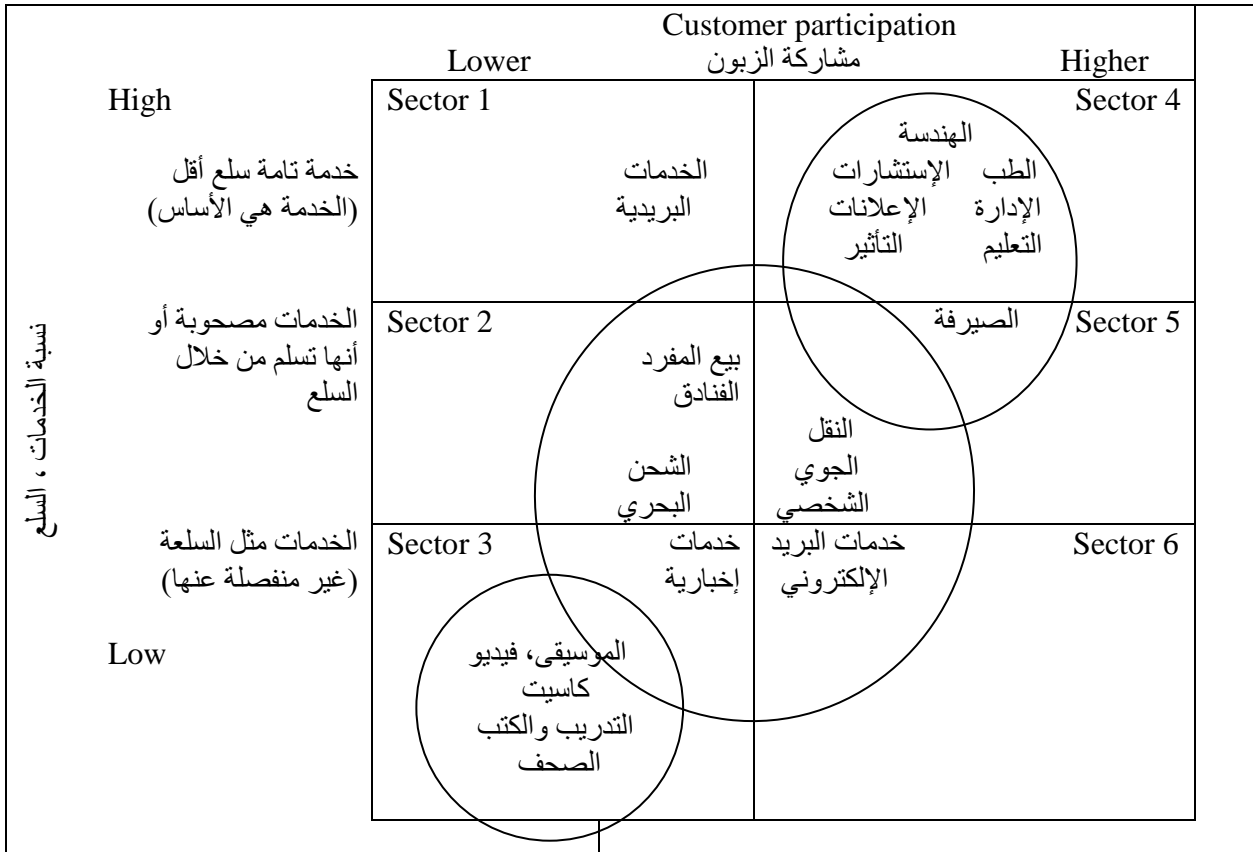 Customer participation
مشاركة الزبون
Lower
Higher
High
خدمة تامة سلع أقل
(الخدمة هي الأساس)
Sector 1
الخدمات
البريدية
Sector 4
الهندسة
الطب الإستشارات
الإدارة الإعلانات
التعليم التأثير
نسبة الخدمات ، السلع
الخدمات مصحوبة أو
أنها تسلم من خلال
السلع
Sector 2
بيع المفرد
الفنادق
الشحن
البحري
Sector 5
الصيرفة
النقل
الجوي
الشخصي
الخدمات مثل السلعة
(غير منفصلة عنها)
Low
Sector 3
خدمات
إخبارية
الموسيقى، فيديو
كاسيت
التدريب والكتب
الصحف
Sector 6
خدمات البريد
الإلكتروني